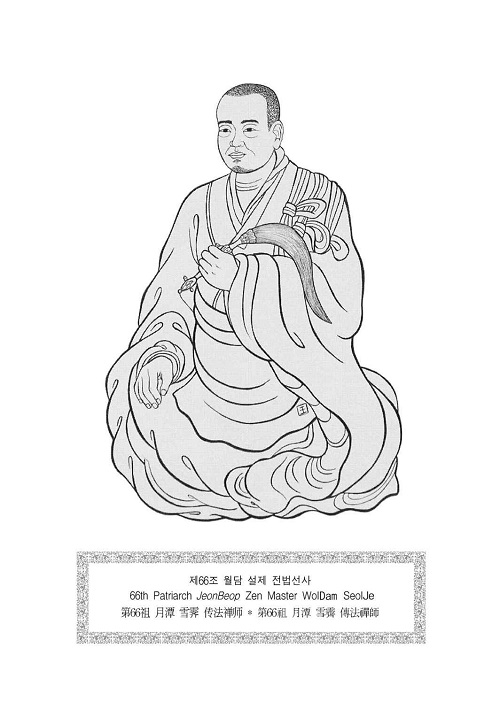 제66조 월담 설제 전법선사
66th Patriarch JeonBeop Zen Master WolDam SeolJe
第66祖 月潭 雪霁 传法禅师 * 第66祖 月潭 雪霽 傳法禪師